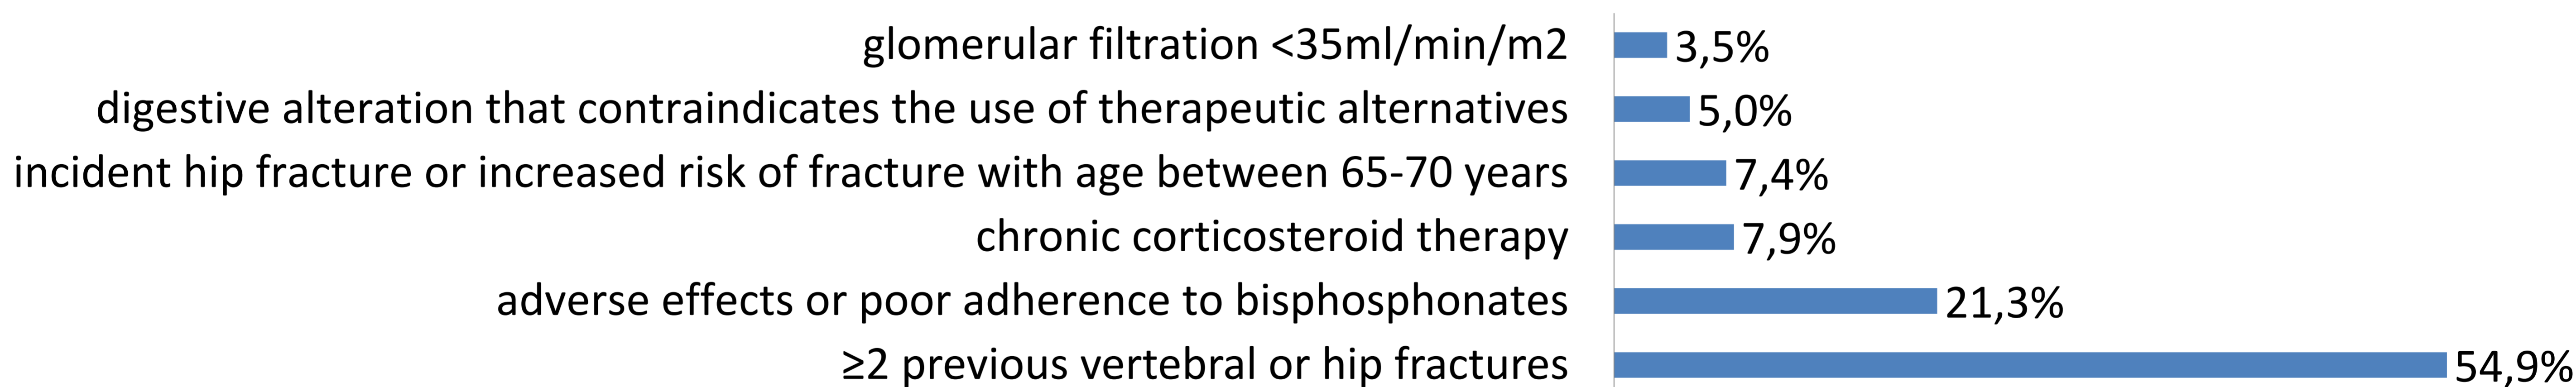 glomerular filtration <35ml/min/m2 3,5%
digestive alteration that contraindicates the use of therapeutic alternatives 5,0%
incident hip fracture or increased risk of fracture with age between 65-70 years 7,4%
chronic corticosteroid therapy 7,9%
adverse effects or poor adherence to bisphosphonates 21,3%
≥2 previous vertebral or hip fractures 54,9%